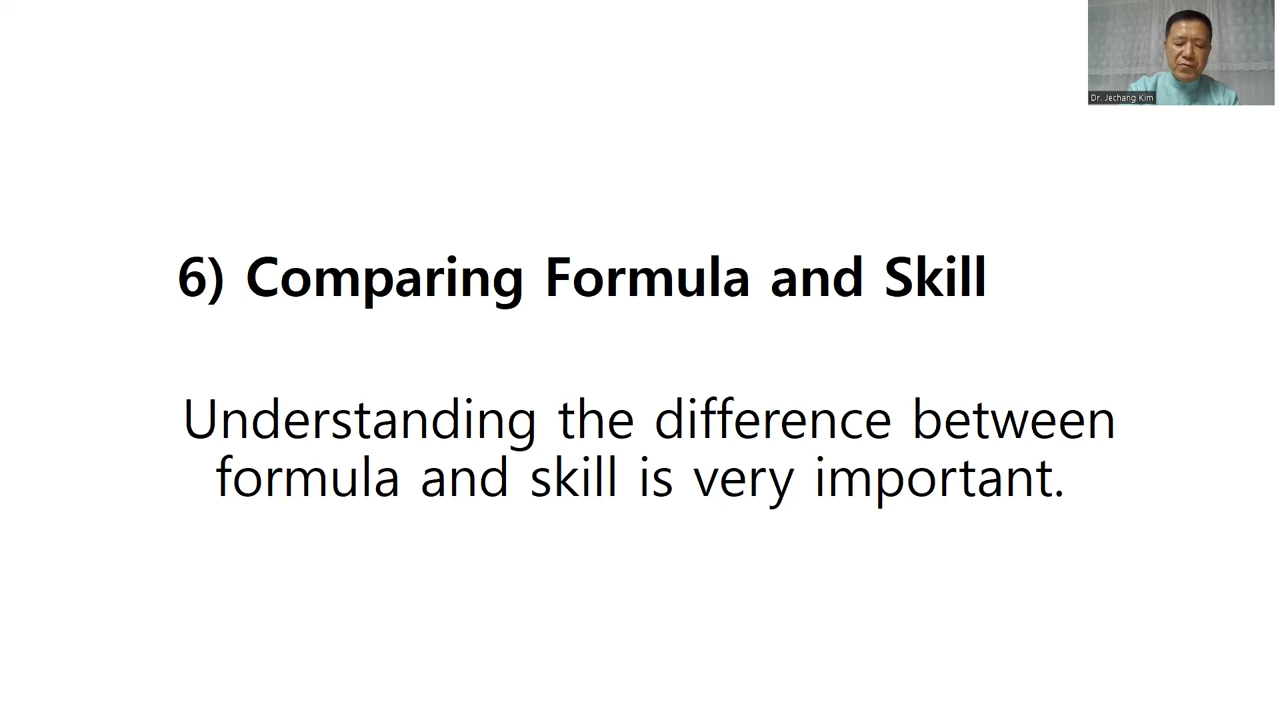 Dr. Jechang Kim
6) Comparing Formula and Skill
Understanding the difference between
formula and skill is very important.